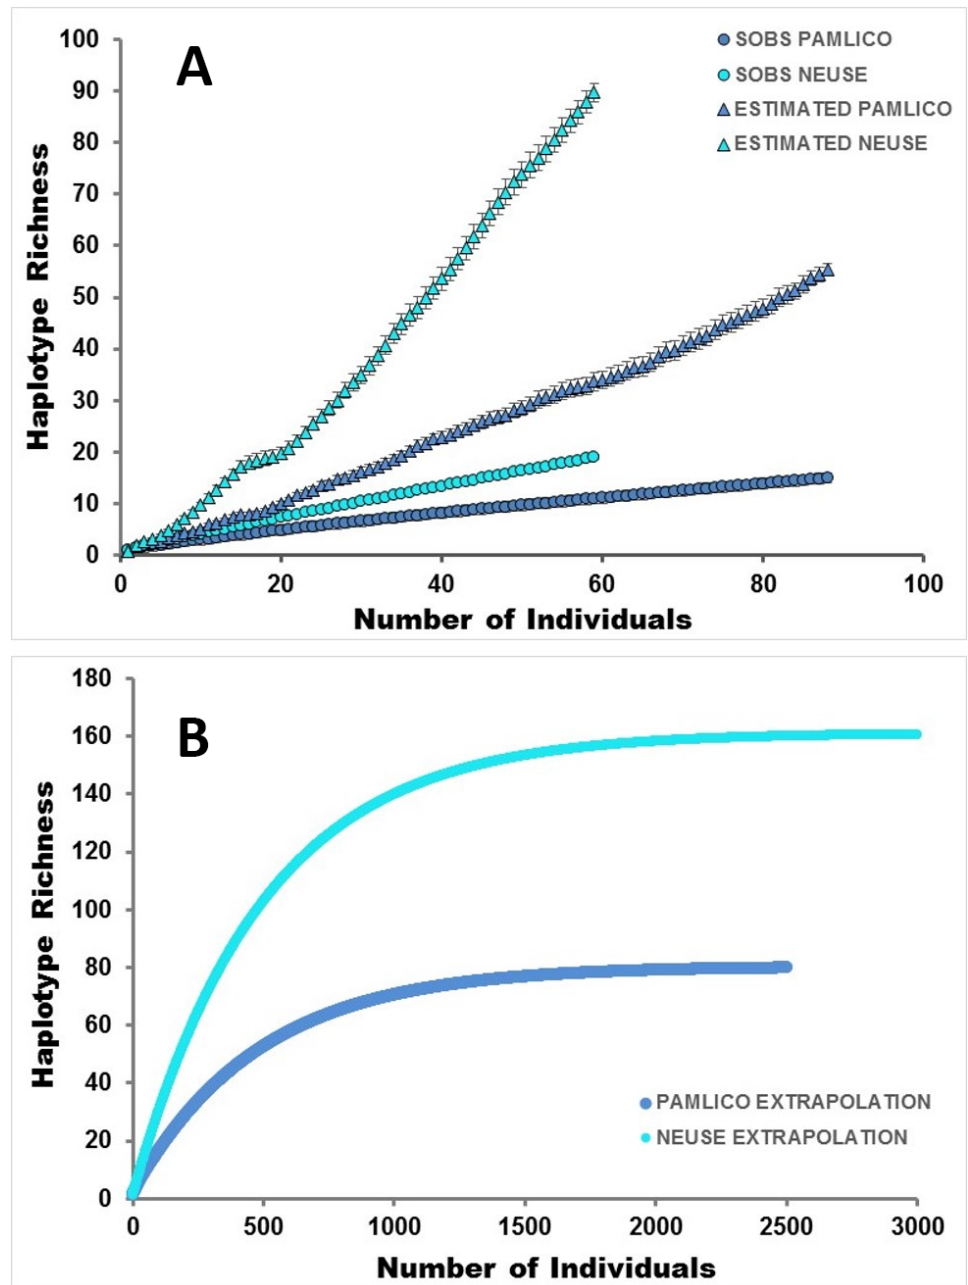 A
SOBS PAMLICO
SOBS NEUSE
ESTIMATED PAMLICO
ESTIMATED NEUSE
Haplotype Richness
100
90
80
70
60
50
40
30
20
10
0
0 20 40 60 80 100
Number of Individuals
B
Haplotype Richness
180
160
140
120
100
80
60
40
20
0
PAMLICO EXTRAPOLATION
NEUSE EXTRAPOLATION
0 500 1000 1500 2000 2500 3000
Number of Individuals